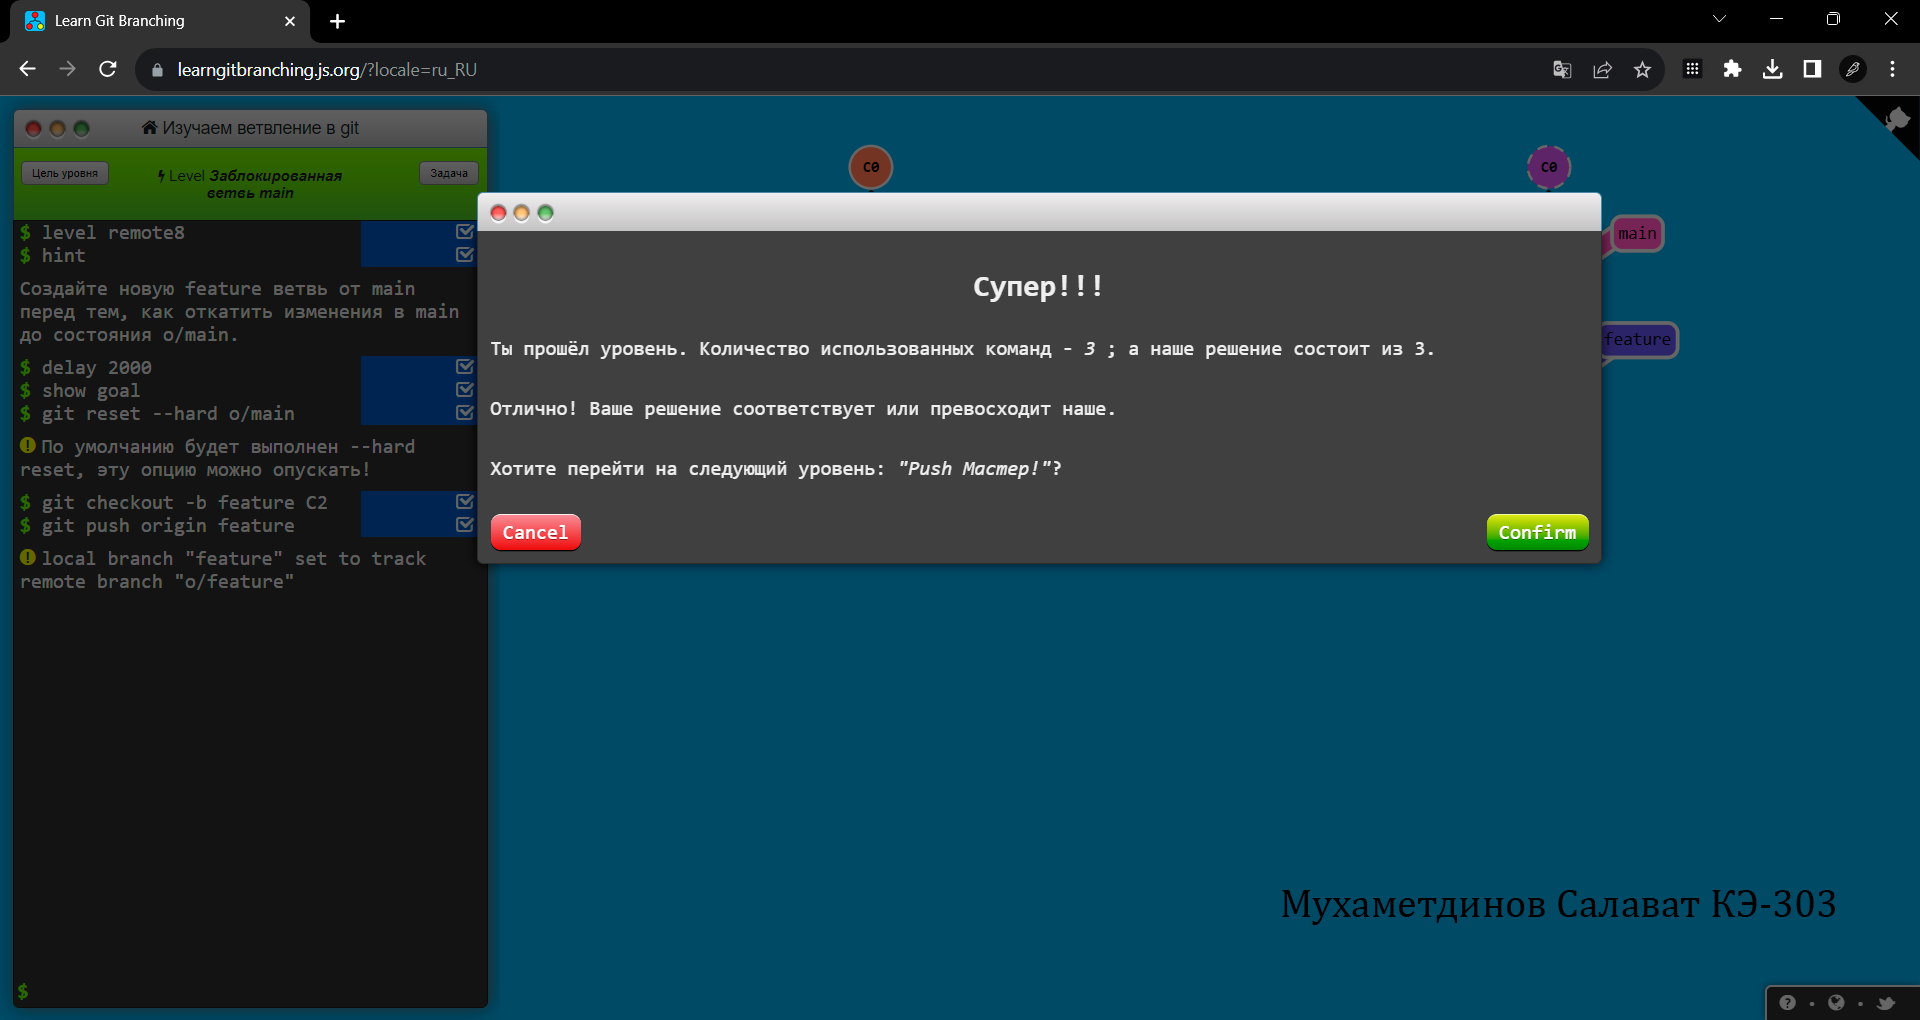 Learn Git Branching
learngitbranching.js.org/?locale=ru_RU
Изучаем ветвление в git
Цель уровня
Level Заблокированная
ветвь main
Задача
$ level remote8
$ hint
Создайте новую feature ветвь от main
перед тем, как откатить изменения в main
до состояния o/main.
$ delay 2000
$ show goal
$ git reset --hard o/main
По умолчанию будет выполнен --hard
reset, эту опцию можно опускать!
$ git checkout -b feature C2
$ git push origin feature
local branch "feature" set to track
remote branch "o/feature"
$
C0
C0
main
feature
Супер!!!
Ты прошёл уровень. Количество использованных команд - 3 ; а наше решение состоит из 3.
Отлично! Ваше решение соответствует или превосходит наше.
Хотите перейти на следующий уровень: "Push Мастер!"?
Cancel
Confirm
Мухаметдинов Салават КЭ-303